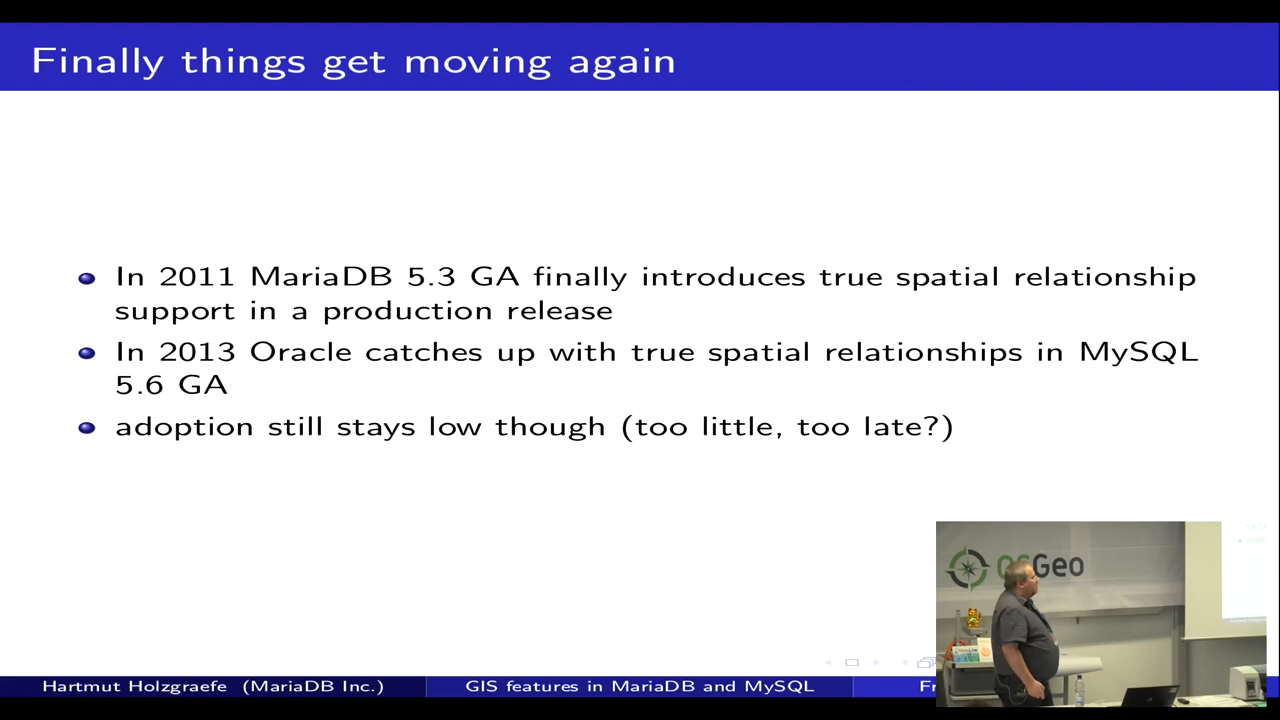 Finally things get moving again
In 2011 MariaDB 5.3 GA finally introduces true spatial relationship
support in a production release
In 2013 Oracle catches up with true spatial relationships in MySQL
5.6 GA
adoption still stays low though (too little, too late?)
OSGeo
Hartmut Holzgraefe (MariaDB Inc.)
GIS features in MariaDB and MySQL